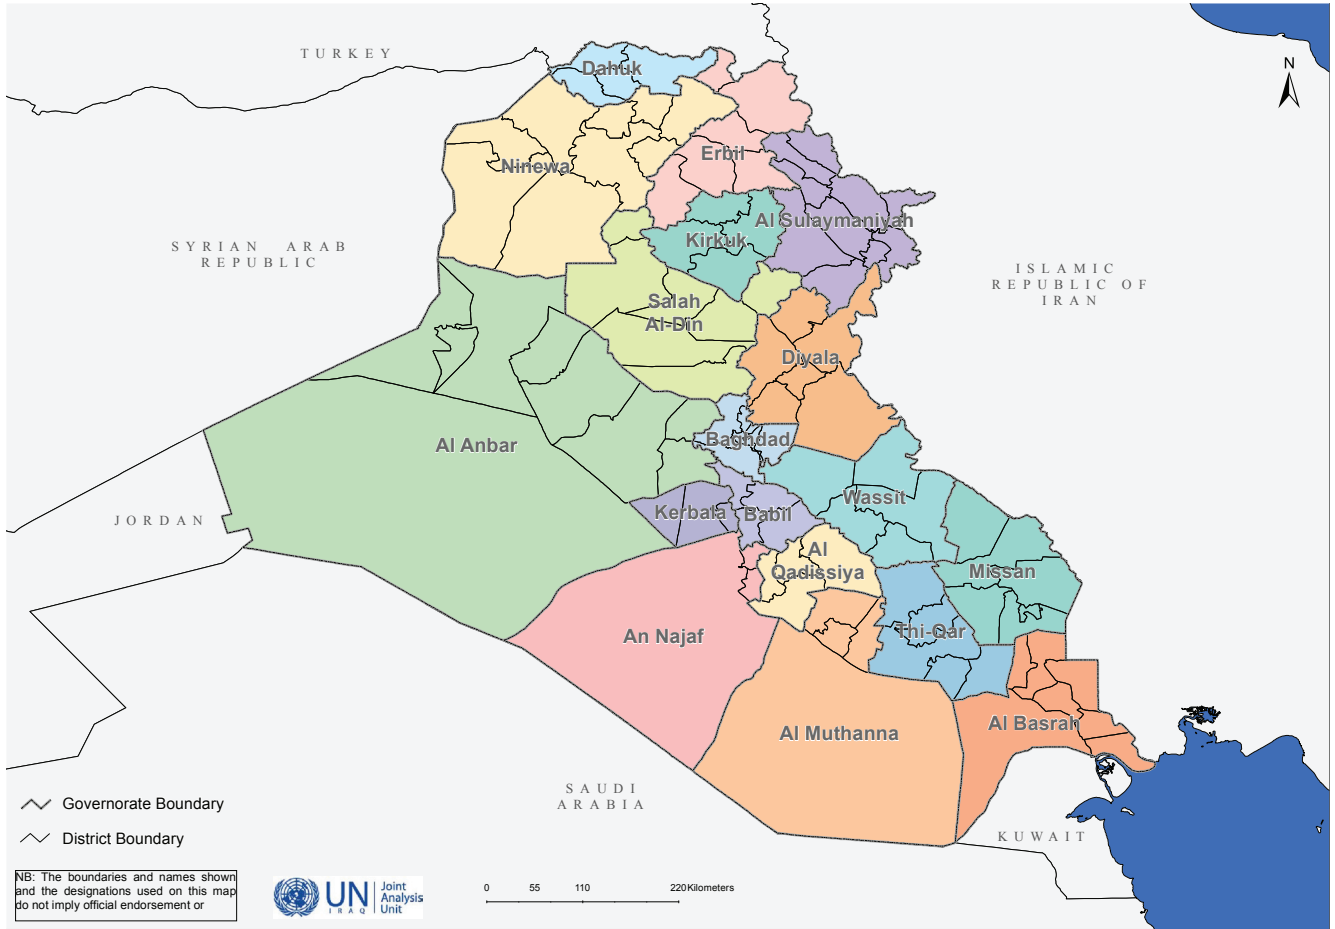 TURKEY
N
Dahuk
Erbil
Ninewa
Al Sulaymaniyah
Kirkuk
SYRIAN ARAB
REPUBLIC
ISLAMIC
REPUBLIC OF
IRAN
Salah
Al-Din
Diyala
Baghdad
Al Anbar
Wassit
Kerbala
Babil
JORDAN
Al
Qadissiya
Missan
Thi-Qar
An Najaf
Al Basrah
Al Muthanna
SAUDI
ARABIA
KUWAIT
Governorate Boundary
District Boundary
NB: The boundaries and names shown
and the designations used on this map
do not imply official endorsement or
UN
IRAQ
Joint
Analysis
Unit
0 55 110 220 Kilometers